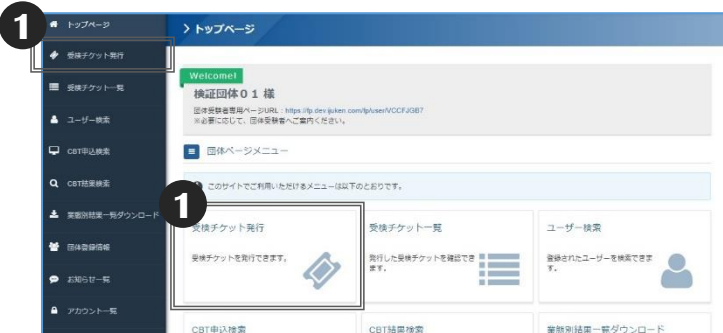 1
トップページ
受検チケット発行
受検チケット一覧
ユーザー検索
CBT申込検索
CBT結果検索
業態別結果一覧ダウンロード
団体登録情報
お知らせ一覧
アカウント一覧
トップページ
Welcome!
検証団体01 様
団体受験者専用ページURL : https://fp.dev.ijuken.com/fp/user/VCCFJGB7
※必要に応じて、団体受験者へご案内ください。
団体ページメニュー
このサイトでご利用いただけるメニューは以下のとおりです。
1
受検チケット発行
受検チケットを発行できます。
受検チケット一覧
発行した受検チケットを確認でき
ます。
ユーザー検索
登録されたユーザーを検索できま
す。
CBT申込検索
CBT結果検索
業態別結果一覧ダウンロード